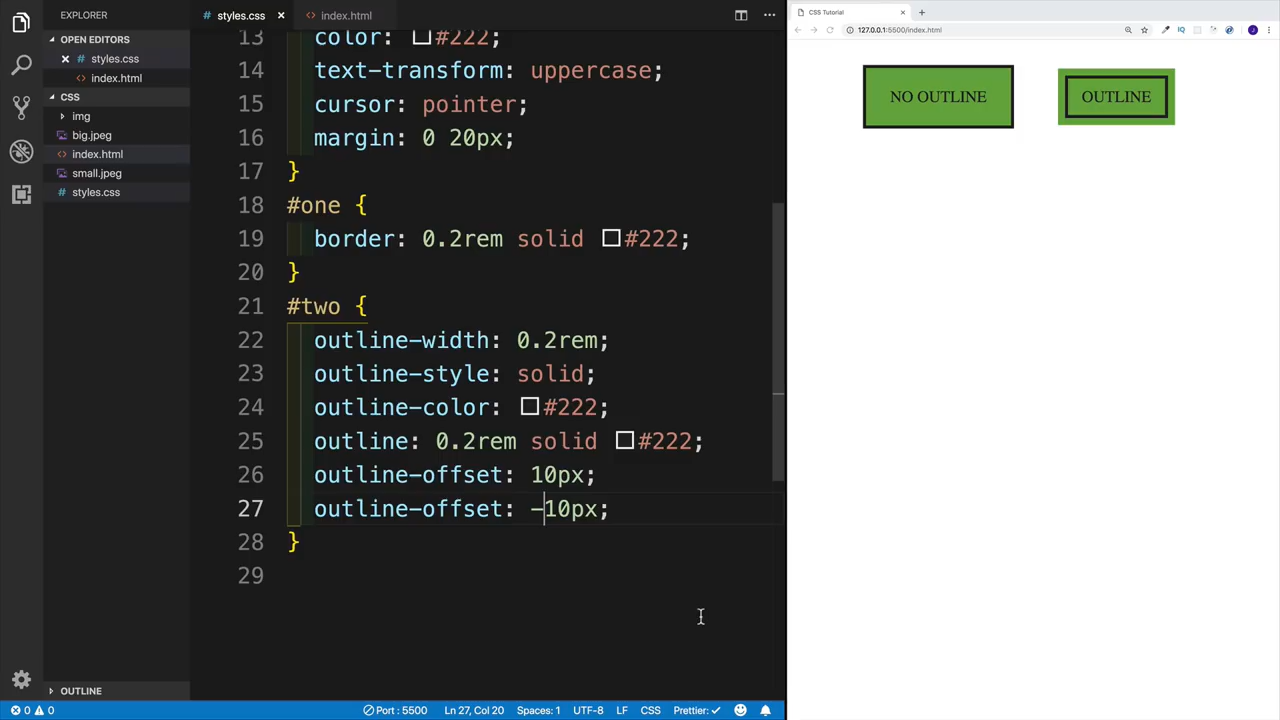 EXPLORER
OPEN EDITORS
styles.css
index.html
CSS
img
big.jpeg
index.html
small.jpeg
styles.css
OUTLINE
styles.css
index.html
13 color: #222;
14 text-transform: uppercase;
15 cursor: pointer;
16 margin: 0 20px;
17 }
18 #one {
19 border: 0.2rem solid #222;
20 }
21 #two {
22 outline-width: 0.2rem;
23 outline-style: solid;
24 outline-color: #222;
25 outline: 0.2rem solid #222;
26 outline-offset: 10px;
27 outline-offset: -10px;
28 }
29
0 0 Port : 5500 Ln 27, Col 20 Spaces: 1 UTF-8 LF CSS Prettier: ✓
CSS Tutorial
127.0.0.1:5500/index.html
NO OUTLINE
OUTLINE